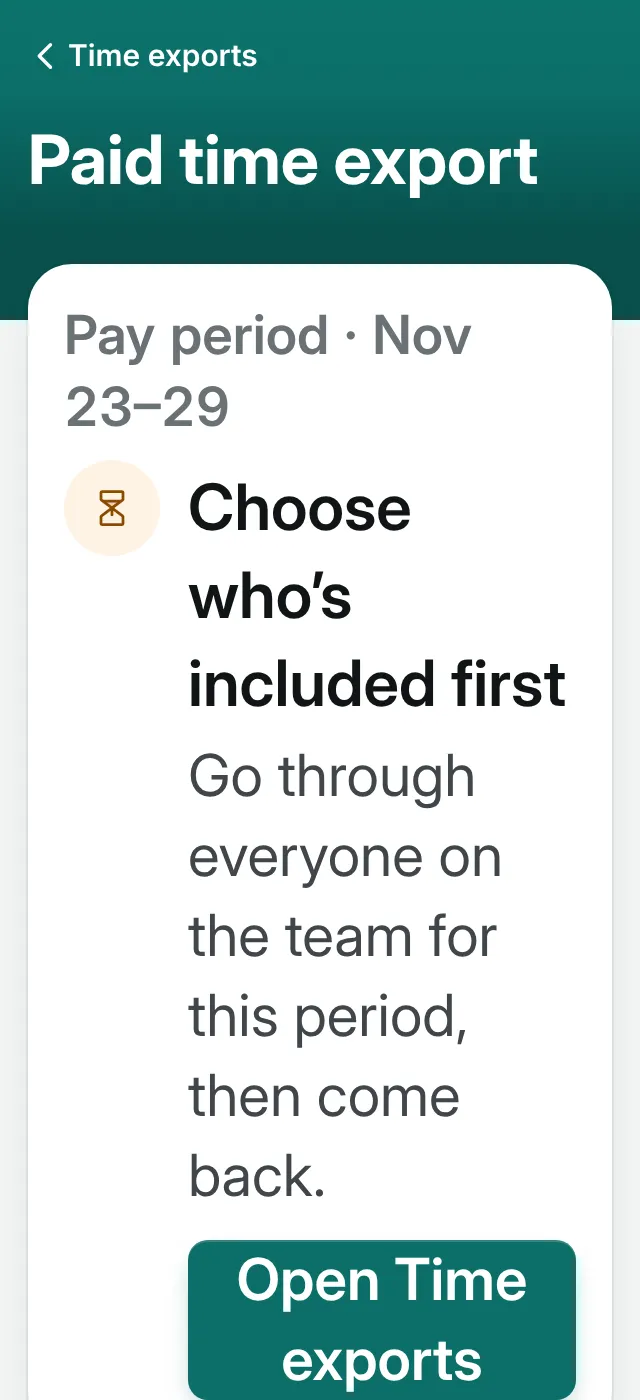 Time exports
Paid time export
Pay period · Nov
23–29
Choose
who’s
included first
Go through
everyone on
the team for
this period,
then come
back.
Open Time
exports